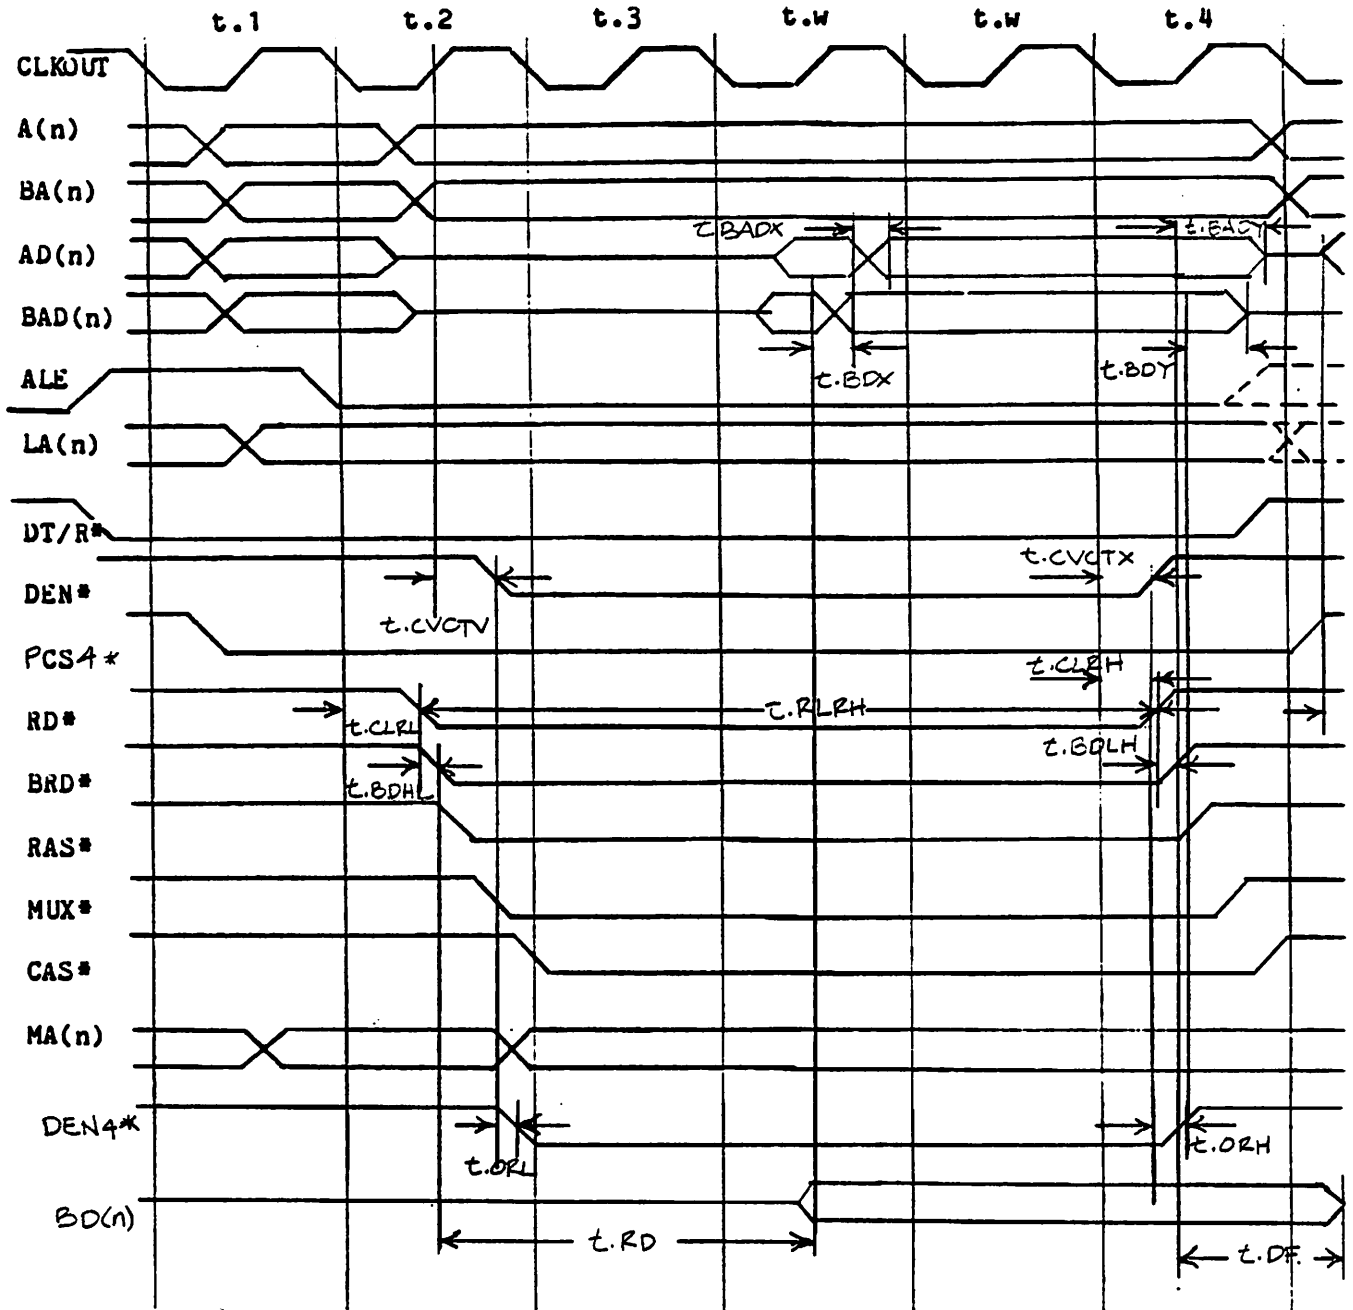 t.1 t.2 t.3 t.w t.w t.4
CLKOUT
A(n)
BA(n)
t.BADX t.BADY
AD(n)
BAD(n)
t.BDX t.BDY
ALE
LA(n)
DT/R*
t.CVCTX
DEN*
t.CVCTV
PCS4*
t.CLRH
RD*
t.CLRL t.RLRH
t.BDLH
BRD*
t.BDHL
RAS*
MUX*
CAS*
MA(n)
DEN4*
t.ORL t.ORH
BD(n)
t.RD t.DF.